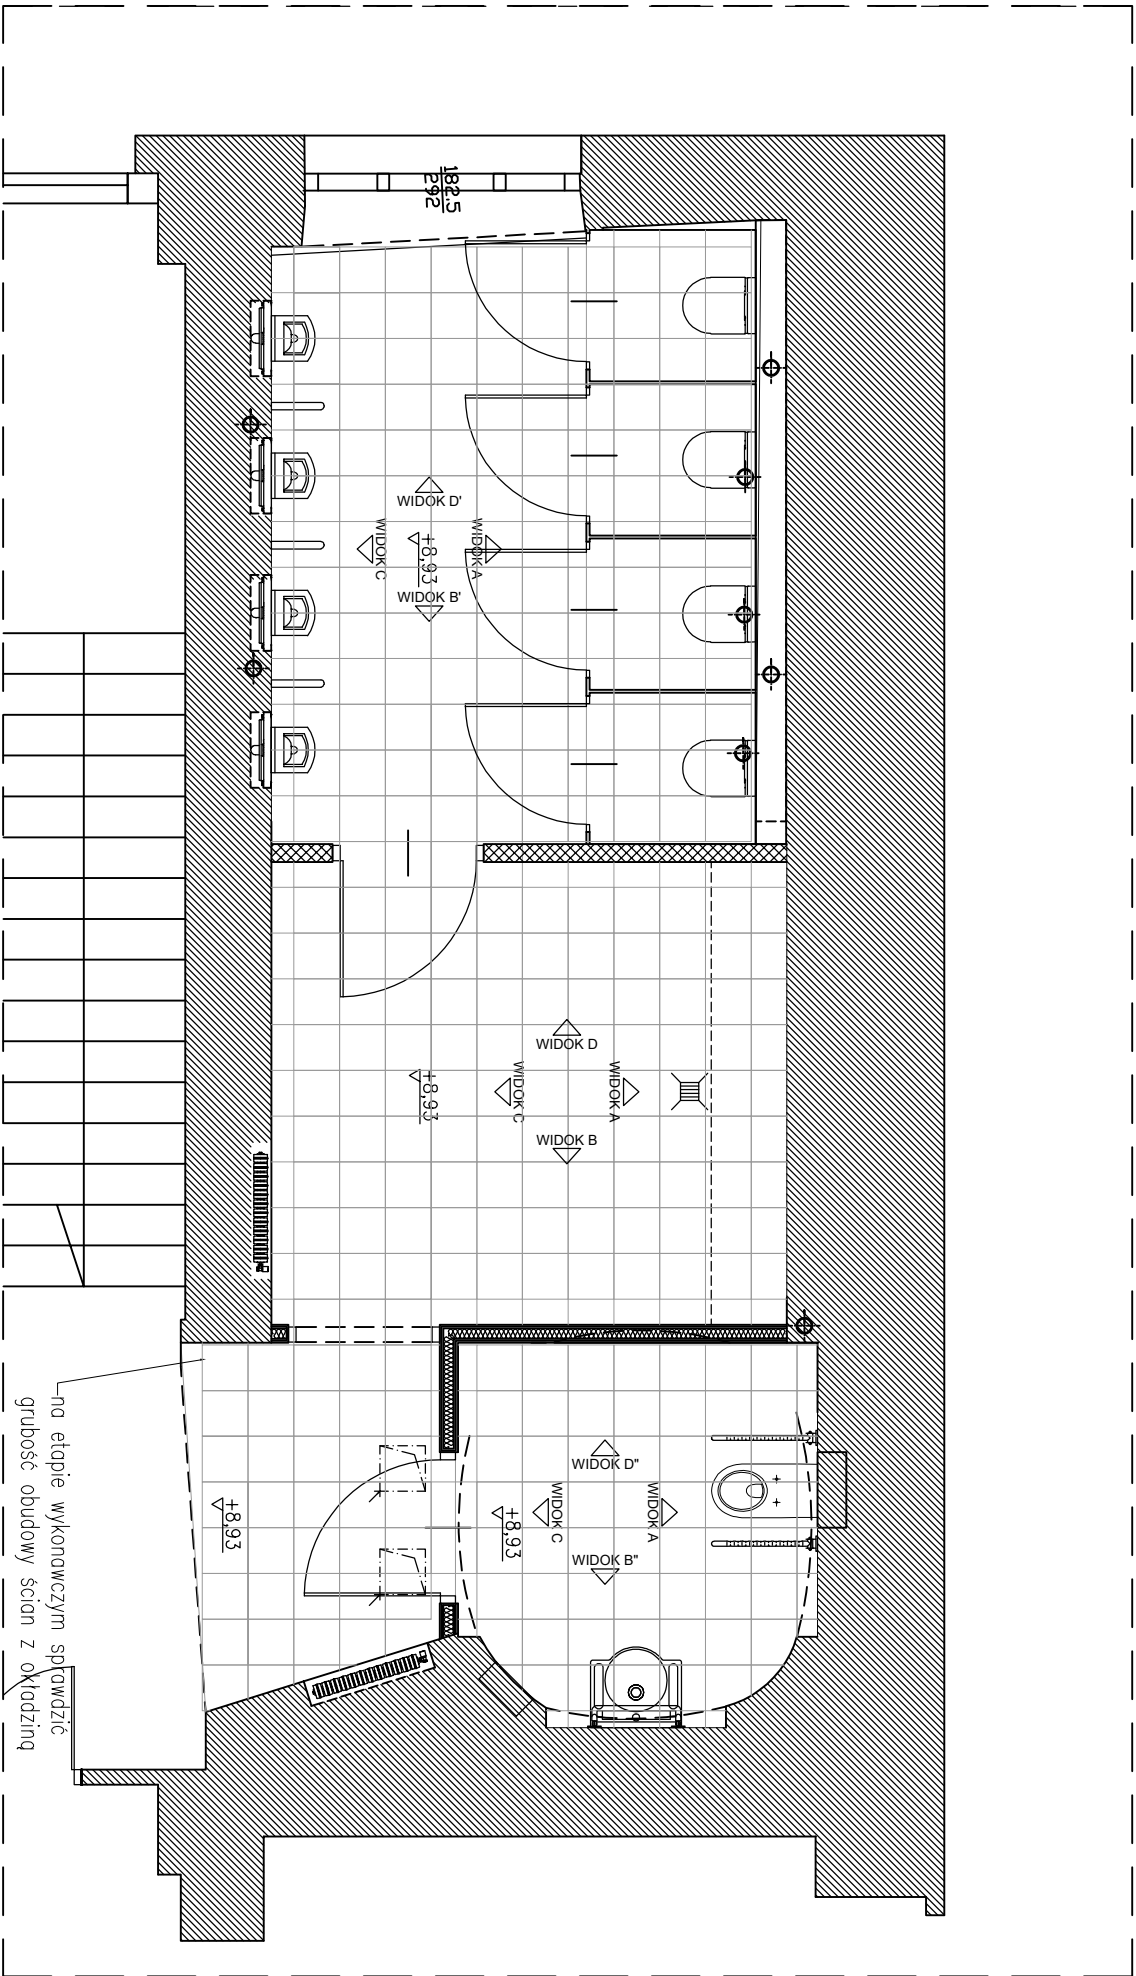 182.5
292
WIDOK D'
WIDOK C
+8,93
WIDOK A
WIDOK B'
WIDOK D
+8,93
WIDOK C
WIDOK A
WIDOK B
WIDOK D"
+8,93
+8,93
WIDOK C
WIDOK A
WIDOK B"
na etapie wykonawczym sprawdzić
grubość obudowy ścian z okładziną